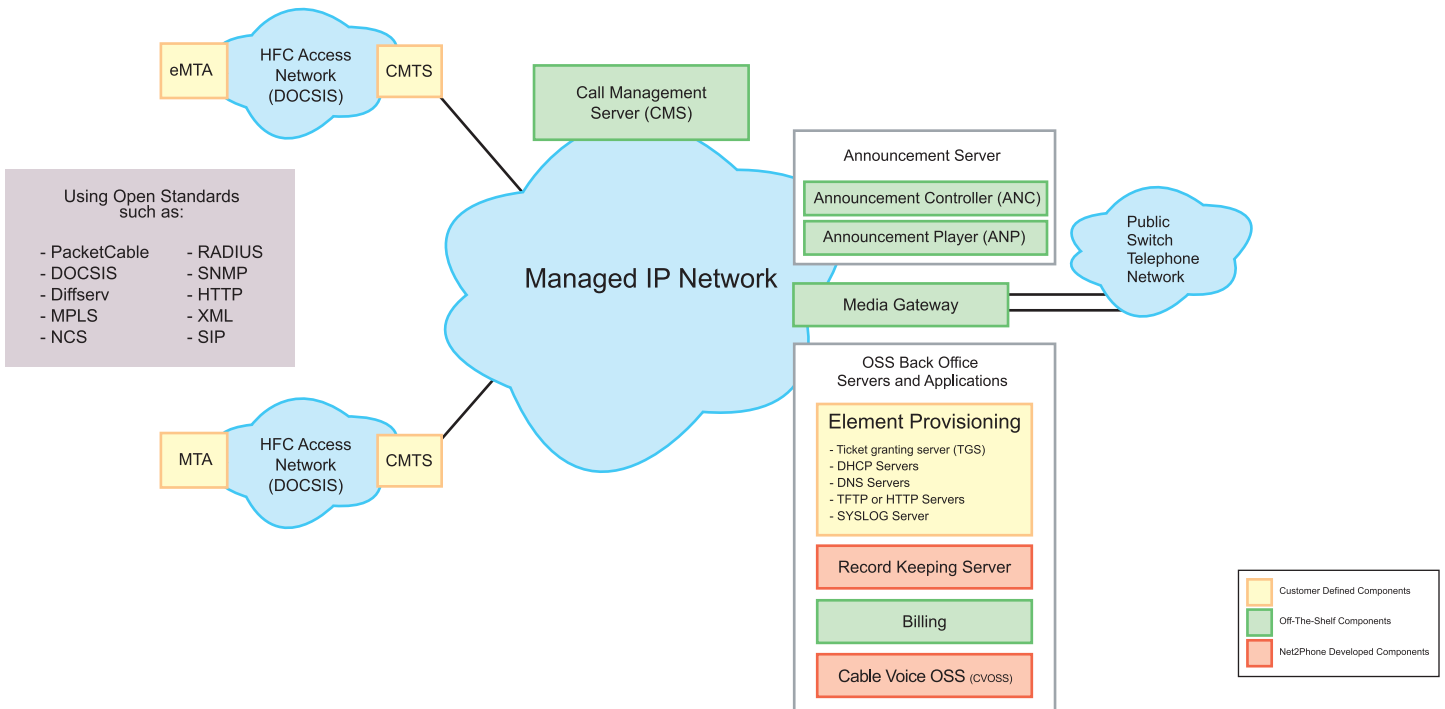 eMTA
HFC Access
Network
(DOCSIS)
CMTS
Call Management
Server (CMS)
Announcement Server
Announcement Controller (ANC)
Announcement Player (ANP)
Using Open Standards
such as:
- PacketCable
- DOCSIS
- Diffserv
- MPLS
- NCS
- RADIUS
- SNMP
- HTTP
- XML
- SIP
Managed IP Network
Public
Switch
Telephone
Network
Media Gateway
OSS Back Office
Servers and Applications
Element Provisioning
- Ticket granting server (TGS)
- DHCP Servers
- DNS Servers
- TFTP or HTTP Servers
- SYSLOG Server
MTA
HFC Access
Network
(DOCSIS)
CMTS
Record Keeping Server
Billing
Cable Voice OSS (CVOSS)
Customer Defined Components
Off-The-Shelf Components
Net2Phone Developed Components